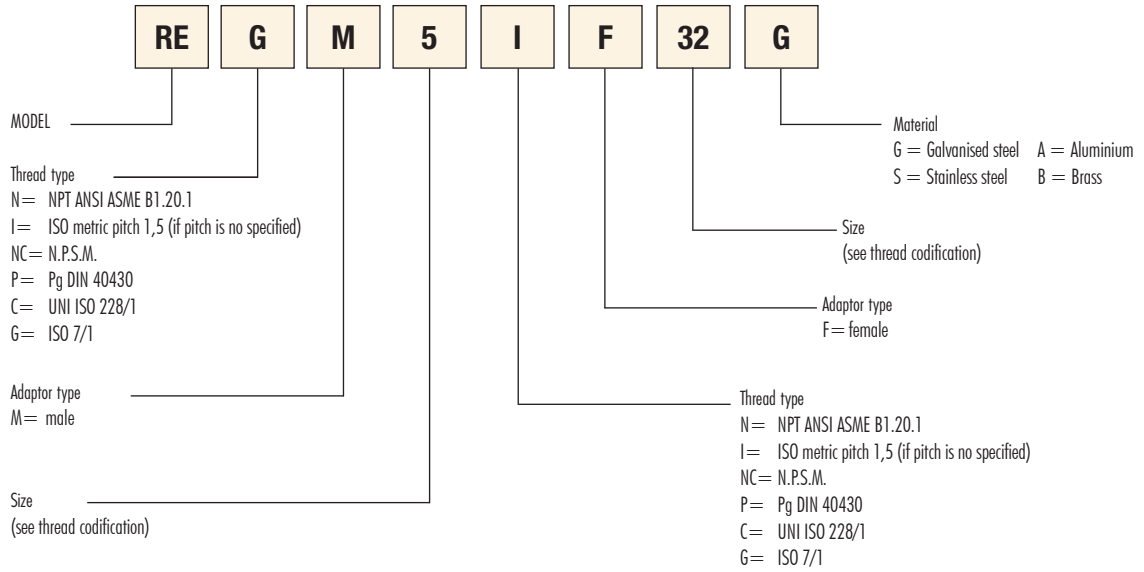 RE G M 5 I F 32 G
MODEL
Thread type
N= NPT ANSI ASME B1.20.1
I= ISO metric pitch 1,5 (if pitch is no specified)
NC= N.P.S.M.
P= Pg DIN 40430
C= UNI ISO 228/1
G= ISO 7/1
Adaptor type
M= male
Size
(see thread codification)
Material
G = Galvanised steel A = Aluminium
S = Stainless steel B = Brass
Size
(see thread codification)
Adaptor type
F= female
Thread type
N= NPT ANSI ASME B1.20.1
I= ISO metric pitch 1,5 (if pitch is no specified)
NC= N.P.S.M.
P= Pg DIN 40430
C= UNI ISO 228/1
G= ISO 7/1